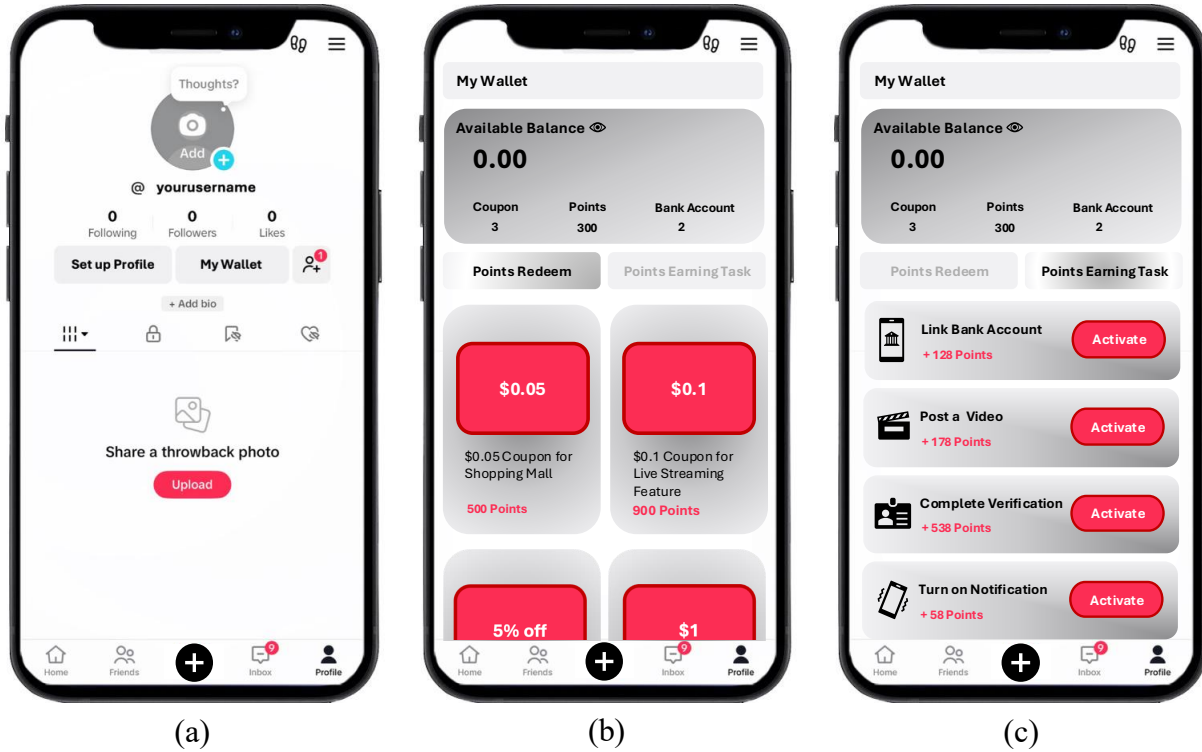 Thoughts?
Add
@ yourusername
0 0 0
Following Followers Likes
Set up Profile My Wallet 1
+ Add bio
Share a throwback photo
Upload
9
Home Friends Inbox Profile
(a)
My Wallet
Available Balance
0.00
Coupon Points Bank Account
3 300 2
Points Redeem Points Earning Task
$0.05 $0.1
$0.05 Coupon for
Shopping Mall
500 Points
$0.1 Coupon for
Live Streaming
Feature
900 Points
5% off $1
9
Home Friends Inbox Profile
(b)
My Wallet
Available Balance
0.00
Coupon Points Bank Account
3 300 2
Points Redeem Points Earning Task
Link Bank Account
+ 128 Points
Activate
Post a Video
+ 178 Points
Activate
Complete Verification
+ 538 Points
Activate
Turn on Notification
+ 58 Points
Activate
9
Home Friends Inbox Profile
(c)